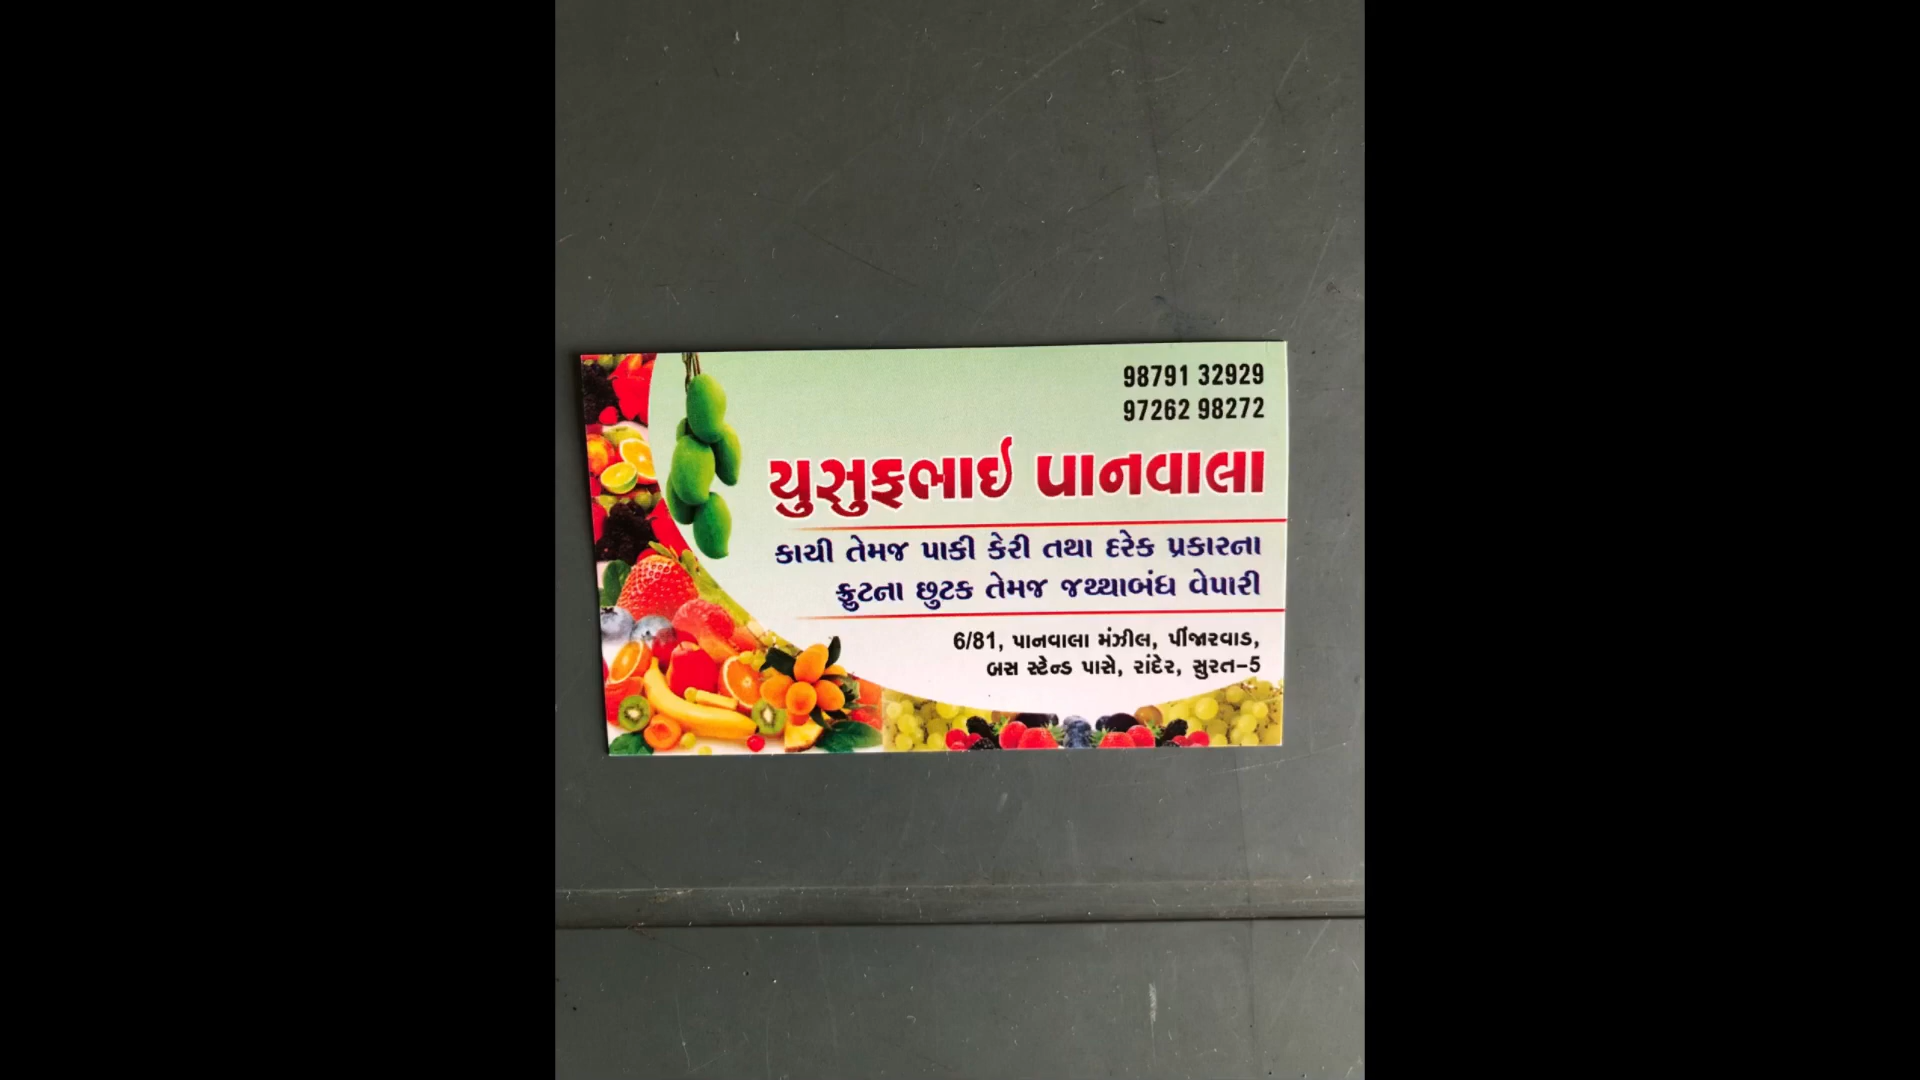 98791 32929
97262 98272
યુસુફભાઇ પાનવાલા
કાચી તેમજ પાકી કેરી તથા દરેક પ્રકારના
ફ્રુટના છુટક તેમજ જથ્થાબંધ વેપારી
6/81, પાનવાલા મંઝીલ, પીંજારવાડ,
બસ સ્ટેન્ડ પાસે, રાંદેર, સુરત-5